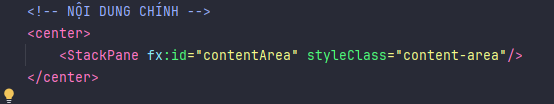 <!-- NỘI DUNG CHÍNH -->
<center>
<StackPane fx:id="contentArea" styleClass="content-area"/>
</center>